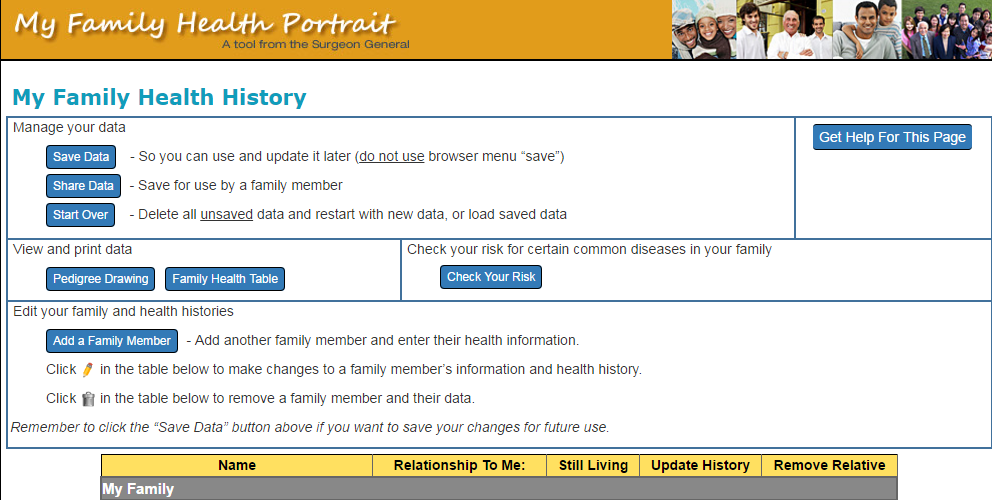 My Family Health Portrait
A tool from the Surgeon General
My Family Health History
Manage your data
Get Help For This Page
Save Data - So you can use and update it later (do not use browser menu “save”)
Share Data - Save for use by a family member
Start Over - Delete all unsaved data and restart with new data, or load saved data
View and print data
Check your risk for certain common diseases in your family
Pedigree Drawing Family Health Table
Check Your Risk
Edit your family and health histories
Add a Family Member - Add another family member and enter their health information.
Click in the table below to make changes to a family member’s information and health history.
Click in the table below to remove a family member and their data.
Remember to click the “Save Data” button above if you want to save your changes for future use.
Name Relationship To Me: Still Living Update History Remove Relative
My Family